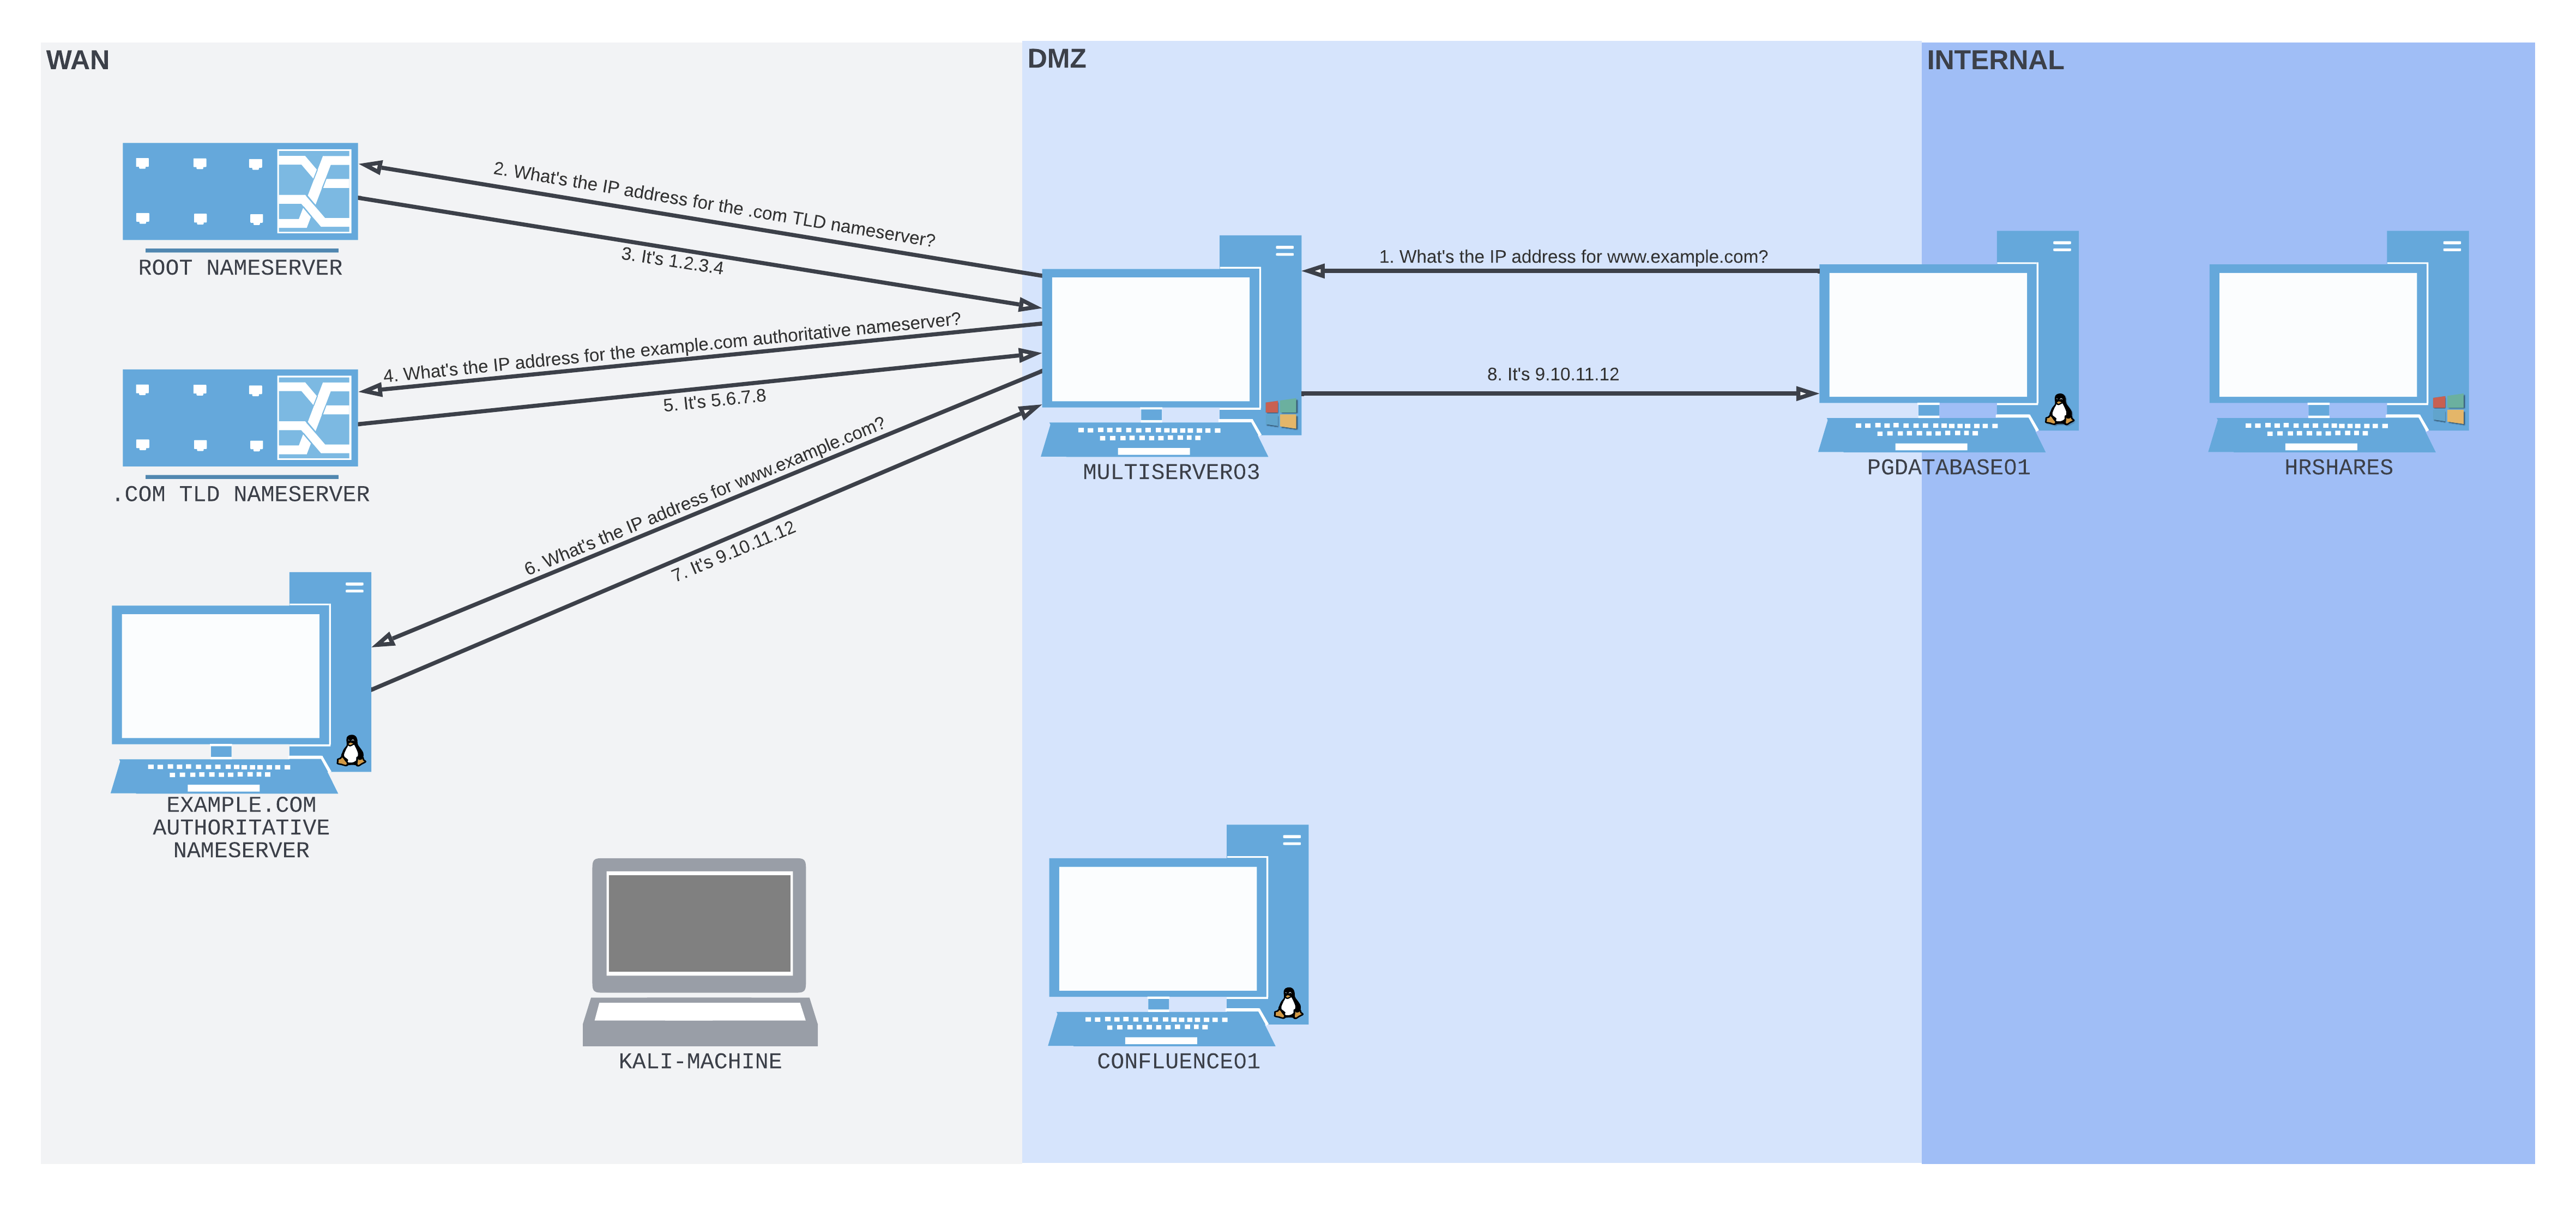 WAN
DMZ
INTERNAL
2. What's the IP address for the .com TLD nameserver?
3. It's 1.2.3.4
ROOT NAMESERVER
1. What's the IP address for www.example.com?
4. What's the IP address for the example.com authoritative nameserver?
5. It's 5.6.7.8
8. It's 9.10.11.12
.COM TLD NAMESERVER
MULTISERVER03
PGDATABASE01
HRSHARES
6. What's the IP address for www.example.com?
7. It's 9.10.11.12
EXAMPLE.COM
AUTHORITATIVE
NAMESERVER
KALI-MACHINE
CONFLUENCE01